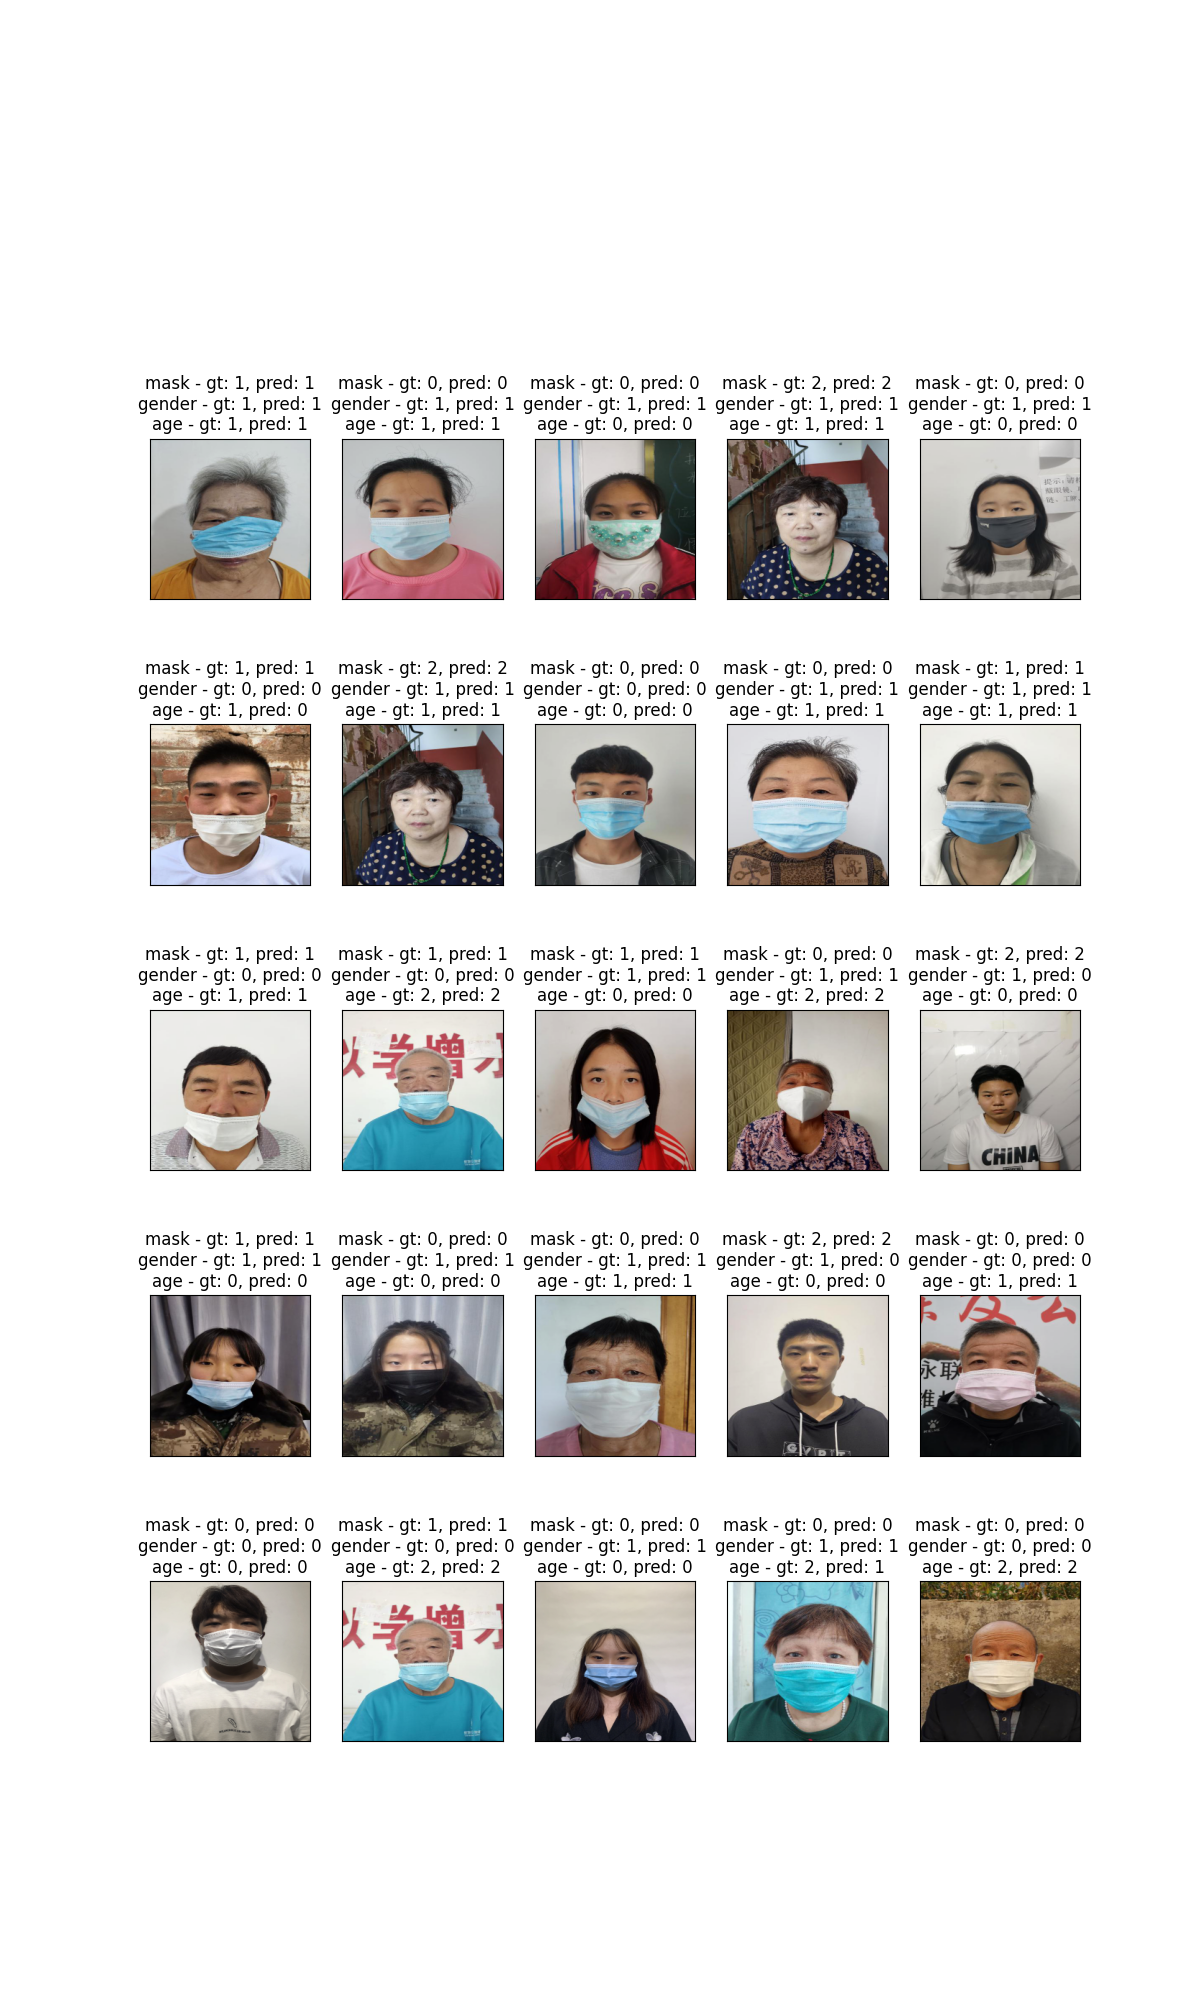 mask - gt: 1, pred: 1
gender - gt: 1, pred: 1
age - gt: 1, pred: 1
mask - gt: 0, pred: 0
gender - gt: 1, pred: 1
age - gt: 1, pred: 1
mask - gt: 0, pred: 0
gender - gt: 1, pred: 1
age - gt: 0, pred: 0
mask - gt: 2, pred: 2
gender - gt: 1, pred: 1
age - gt: 1, pred: 1
mask - gt: 0, pred: 0
gender - gt: 1, pred: 1
age - gt: 0, pred: 0
mask - gt: 1, pred: 1
gender - gt: 0, pred: 0
age - gt: 1, pred: 0
mask - gt: 2, pred: 2
gender - gt: 1, pred: 1
age - gt: 1, pred: 1
mask - gt: 0, pred: 0
gender - gt: 0, pred: 0
age - gt: 0, pred: 0
mask - gt: 0, pred: 0
gender - gt: 1, pred: 1
age - gt: 1, pred: 1
mask - gt: 1, pred: 1
gender - gt: 1, pred: 1
age - gt: 1, pred: 1
mask - gt: 1, pred: 1
gender - gt: 0, pred: 0
age - gt: 1, pred: 1
mask - gt: 1, pred: 1
gender - gt: 0, pred: 0
age - gt: 2, pred: 2
学增
mask - gt: 1, pred: 1
gender - gt: 1, pred: 1
age - gt: 0, pred: 0
mask - gt: 0, pred: 0
gender - gt: 1, pred: 1
age - gt: 2, pred: 2
mask - gt: 2, pred: 2
gender - gt: 1, pred: 0
age - gt: 0, pred: 0
CHINA
mask - gt: 1, pred: 1
gender - gt: 1, pred: 1
age - gt: 0, pred: 0
mask - gt: 0, pred: 0
gender - gt: 1, pred: 1
age - gt: 0, pred: 0
mask - gt: 0, pred: 0
gender - gt: 1, pred: 1
age - gt: 1, pred: 1
mask - gt: 2, pred: 2
gender - gt: 1, pred: 0
age - gt: 0, pred: 0
mask - gt: 0, pred: 0
gender - gt: 0, pred: 0
age - gt: 1, pred: 1
永联
mask - gt: 0, pred: 0
gender - gt: 0, pred: 0
age - gt: 0, pred: 0
mask - gt: 1, pred: 1
gender - gt: 0, pred: 0
age - gt: 2, pred: 2
学增
mask - gt: 0, pred: 0
gender - gt: 1, pred: 1
age - gt: 0, pred: 0
mask - gt: 0, pred: 0
gender - gt: 1, pred: 1
age - gt: 2, pred: 1
mask - gt: 0, pred: 0
gender - gt: 0, pred: 0
age - gt: 2, pred: 2